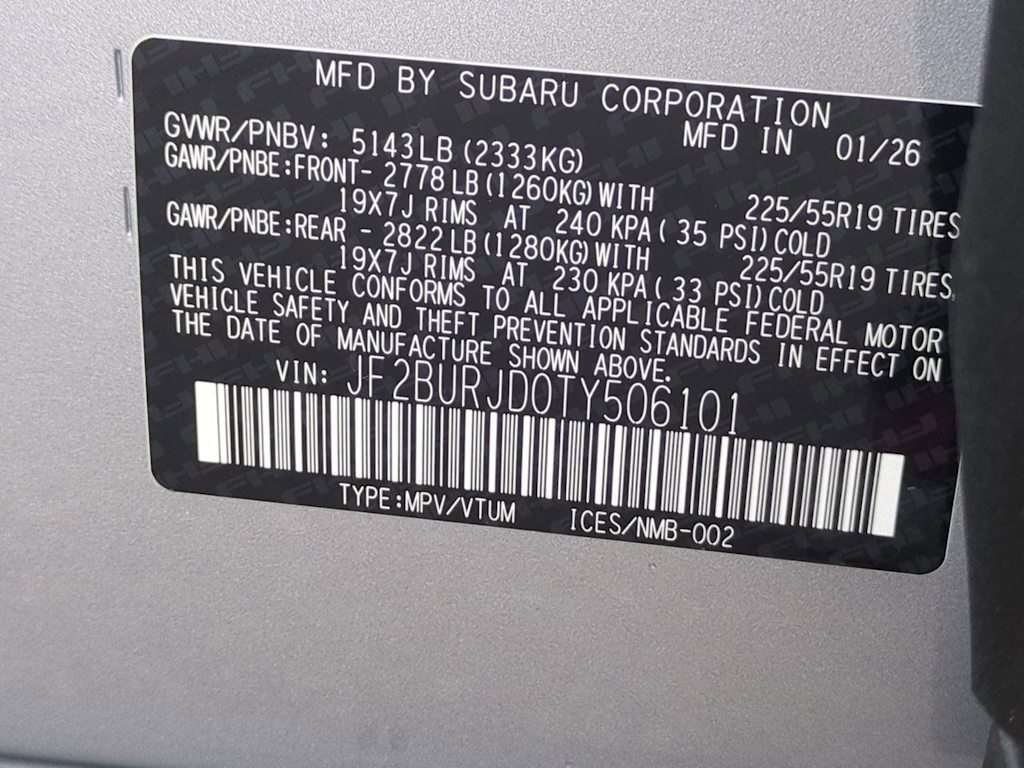 MFD BY SUBARU CORPORATION
MFD IN 01/26
GVWR/PNBV: 5143LB (2333KG)
GAWR/PNBE:FRONT- 2778LB (1260KG) WITH 225/55R19 TIRES
19X7J RIMS AT 240 KPA ( 35 PSI) COLD
GAWR/PNBE:REAR - 2822LB (1280KG) WITH 225/55R19 TIRES,
19X7J RIMS AT 230 KPA ( 33 PSI) COLD
THIS VEHICLE CONFORMS TO ALL APPLICABLE FEDERAL MOTOR
VEHICLE SAFETY AND THEFT PREVENTION STANDARDS IN EFFECT ON
THE DATE OF MANUFACTURE SHOWN ABOVE.
VIN: JF2BURJD0TY506101
TYPE:MPV/VTUM ICES/NMB-002